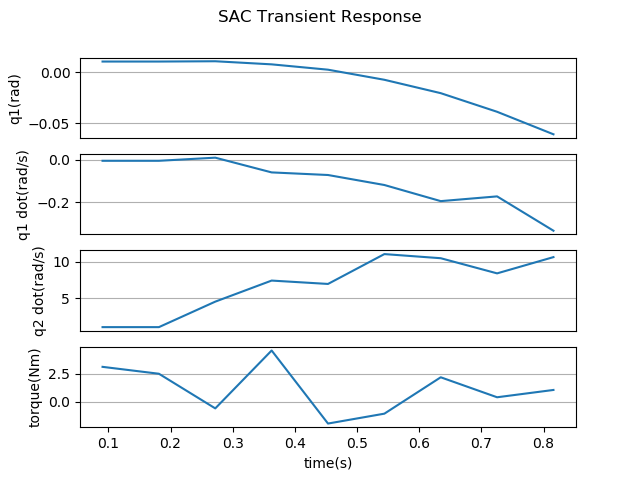 SAC Transient Response
q1(rad)
0.00
−0.05
q1 dot(rad/s)
0.0
−0.2
q2 dot(rad/s)
10
5
torque(Nm)
2.5
0.0
0.1 0.2 0.3 0.4 0.5 0.6 0.7 0.8
time(s)